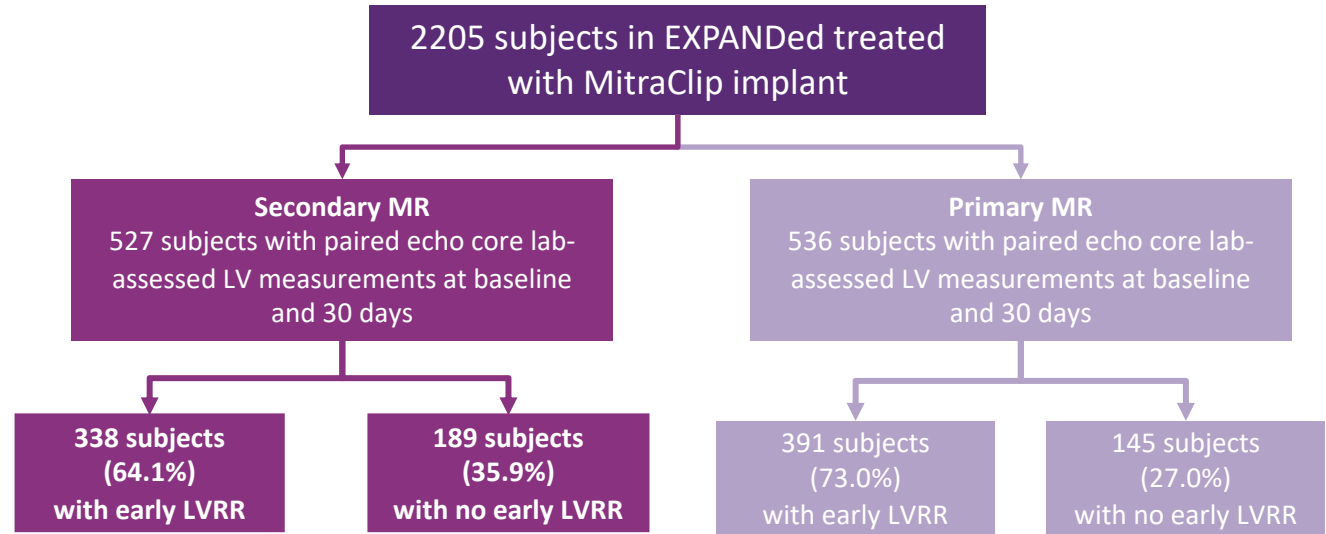 2205 subjects in EXPANDed treated
with MitraClip implant
Secondary MR
527 subjects with paired echo core lab-
assessed LV measurements at baseline
and 30 days
Primary MR
536 subjects with paired echo core lab-
assessed LV measurements at baseline
and 30 days
338 subjects
(64.1%)
with early LVRR
189 subjects
(35.9%)
with no early LVRR
391 subjects
(73.0%)
with early LVRR
145 subjects
(27.0%)
with no early LVRR